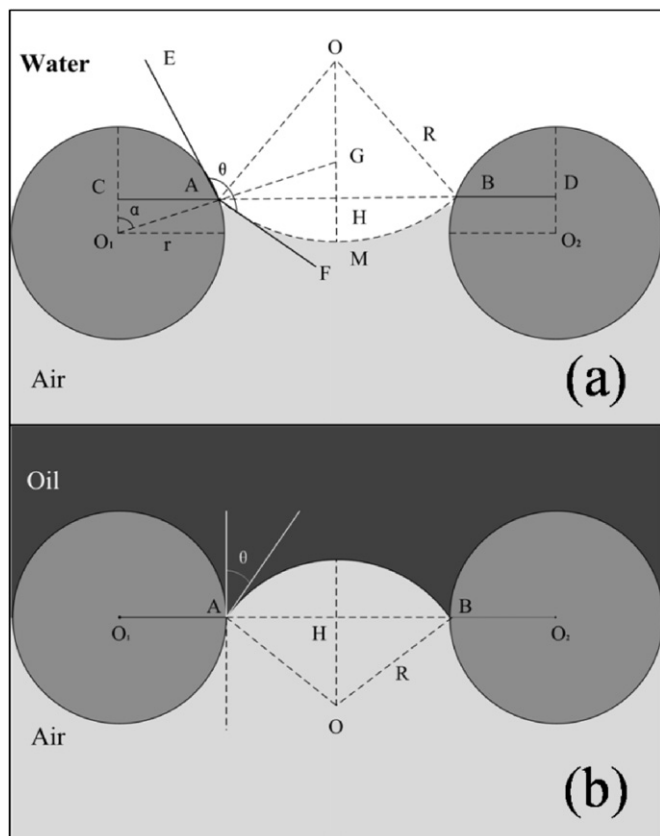 Water
E
O
G
R
θ
C
A
B
D
α
H
O₁
r
M
O₂
F
Air
(a)
Oil
θ
A
B
O₁
H
O₂
R
O
Air
(b)